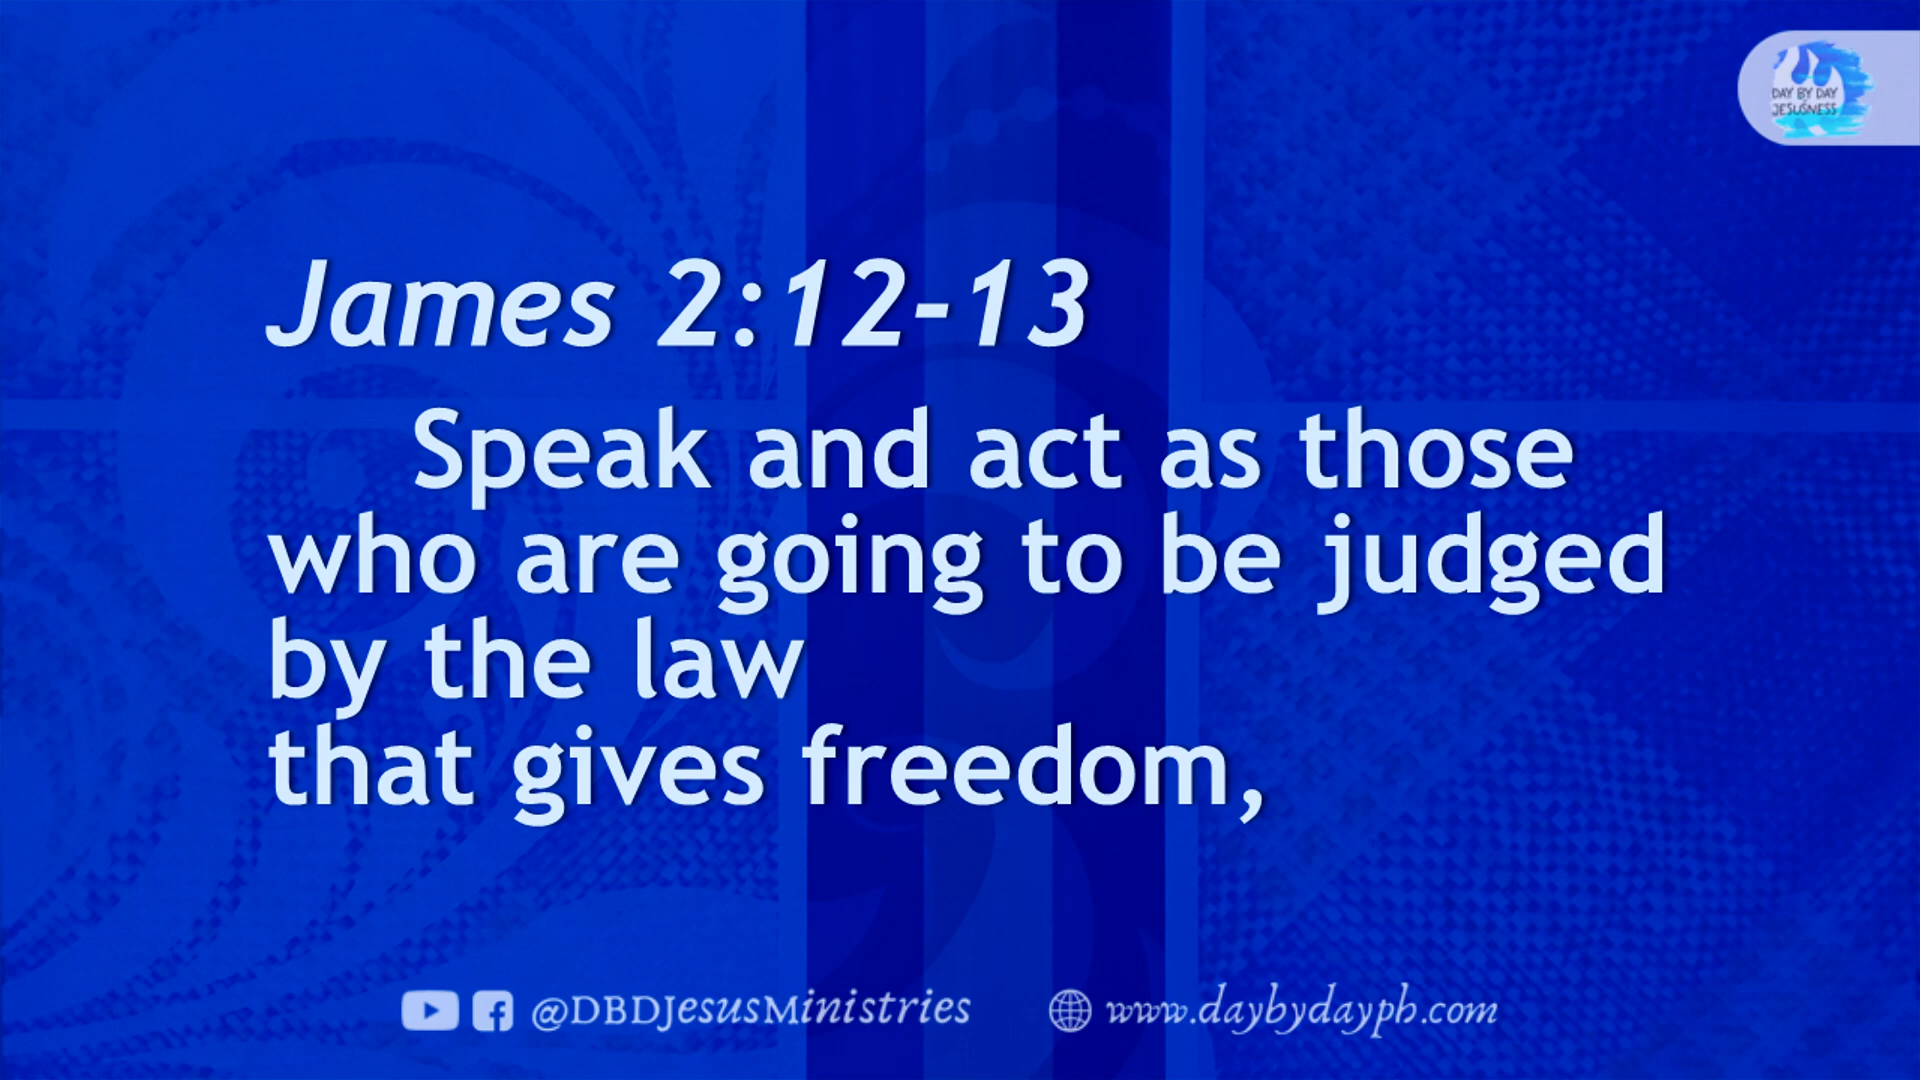 DAY BY DAY
JESUSNESS
James 2:12-13
Speak and act as those
who are going to be judged
by the law
that gives freedom,
@DBDJesusMinistries
www.daybydayph.com